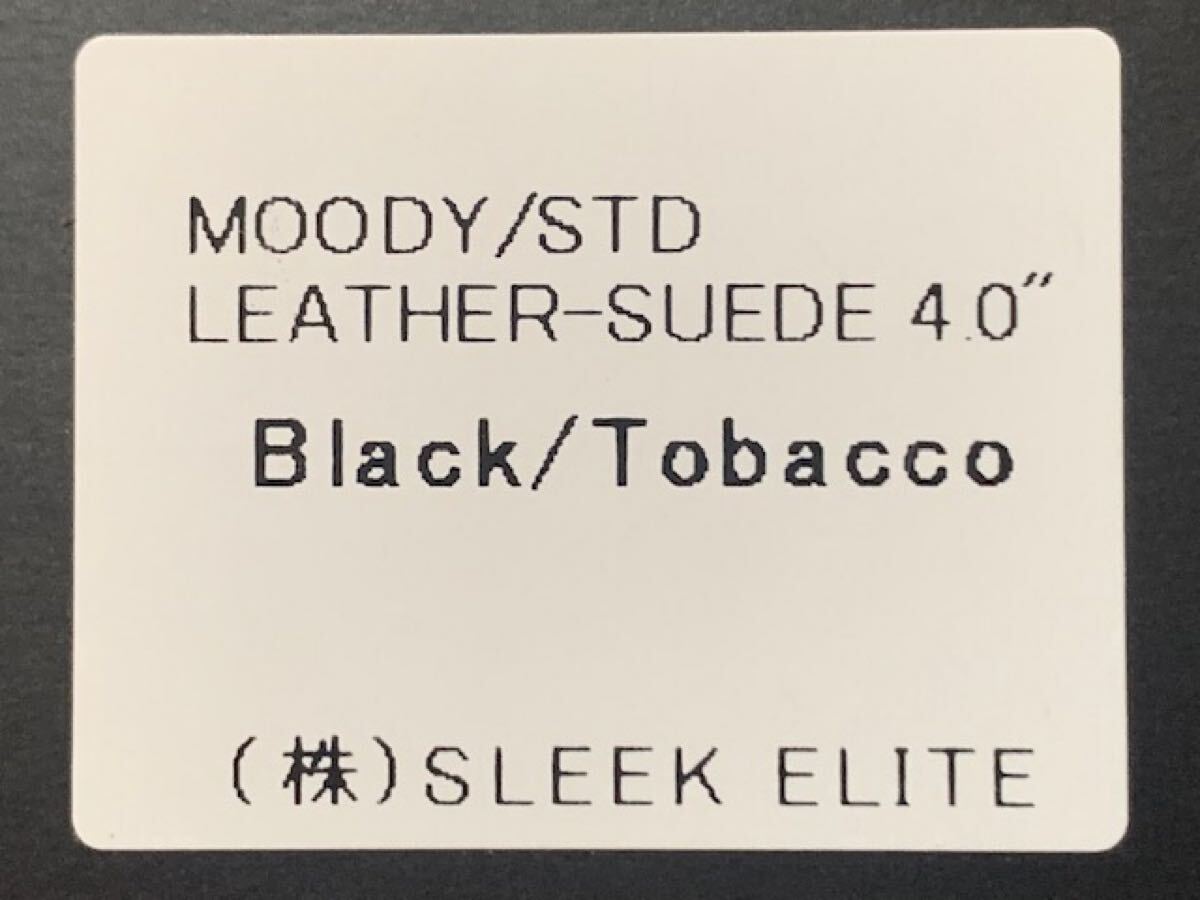 MOODY/STD
LEATHER-SUEDE 4.0"
Black/Tobacco
(株)SLEEK ELITE